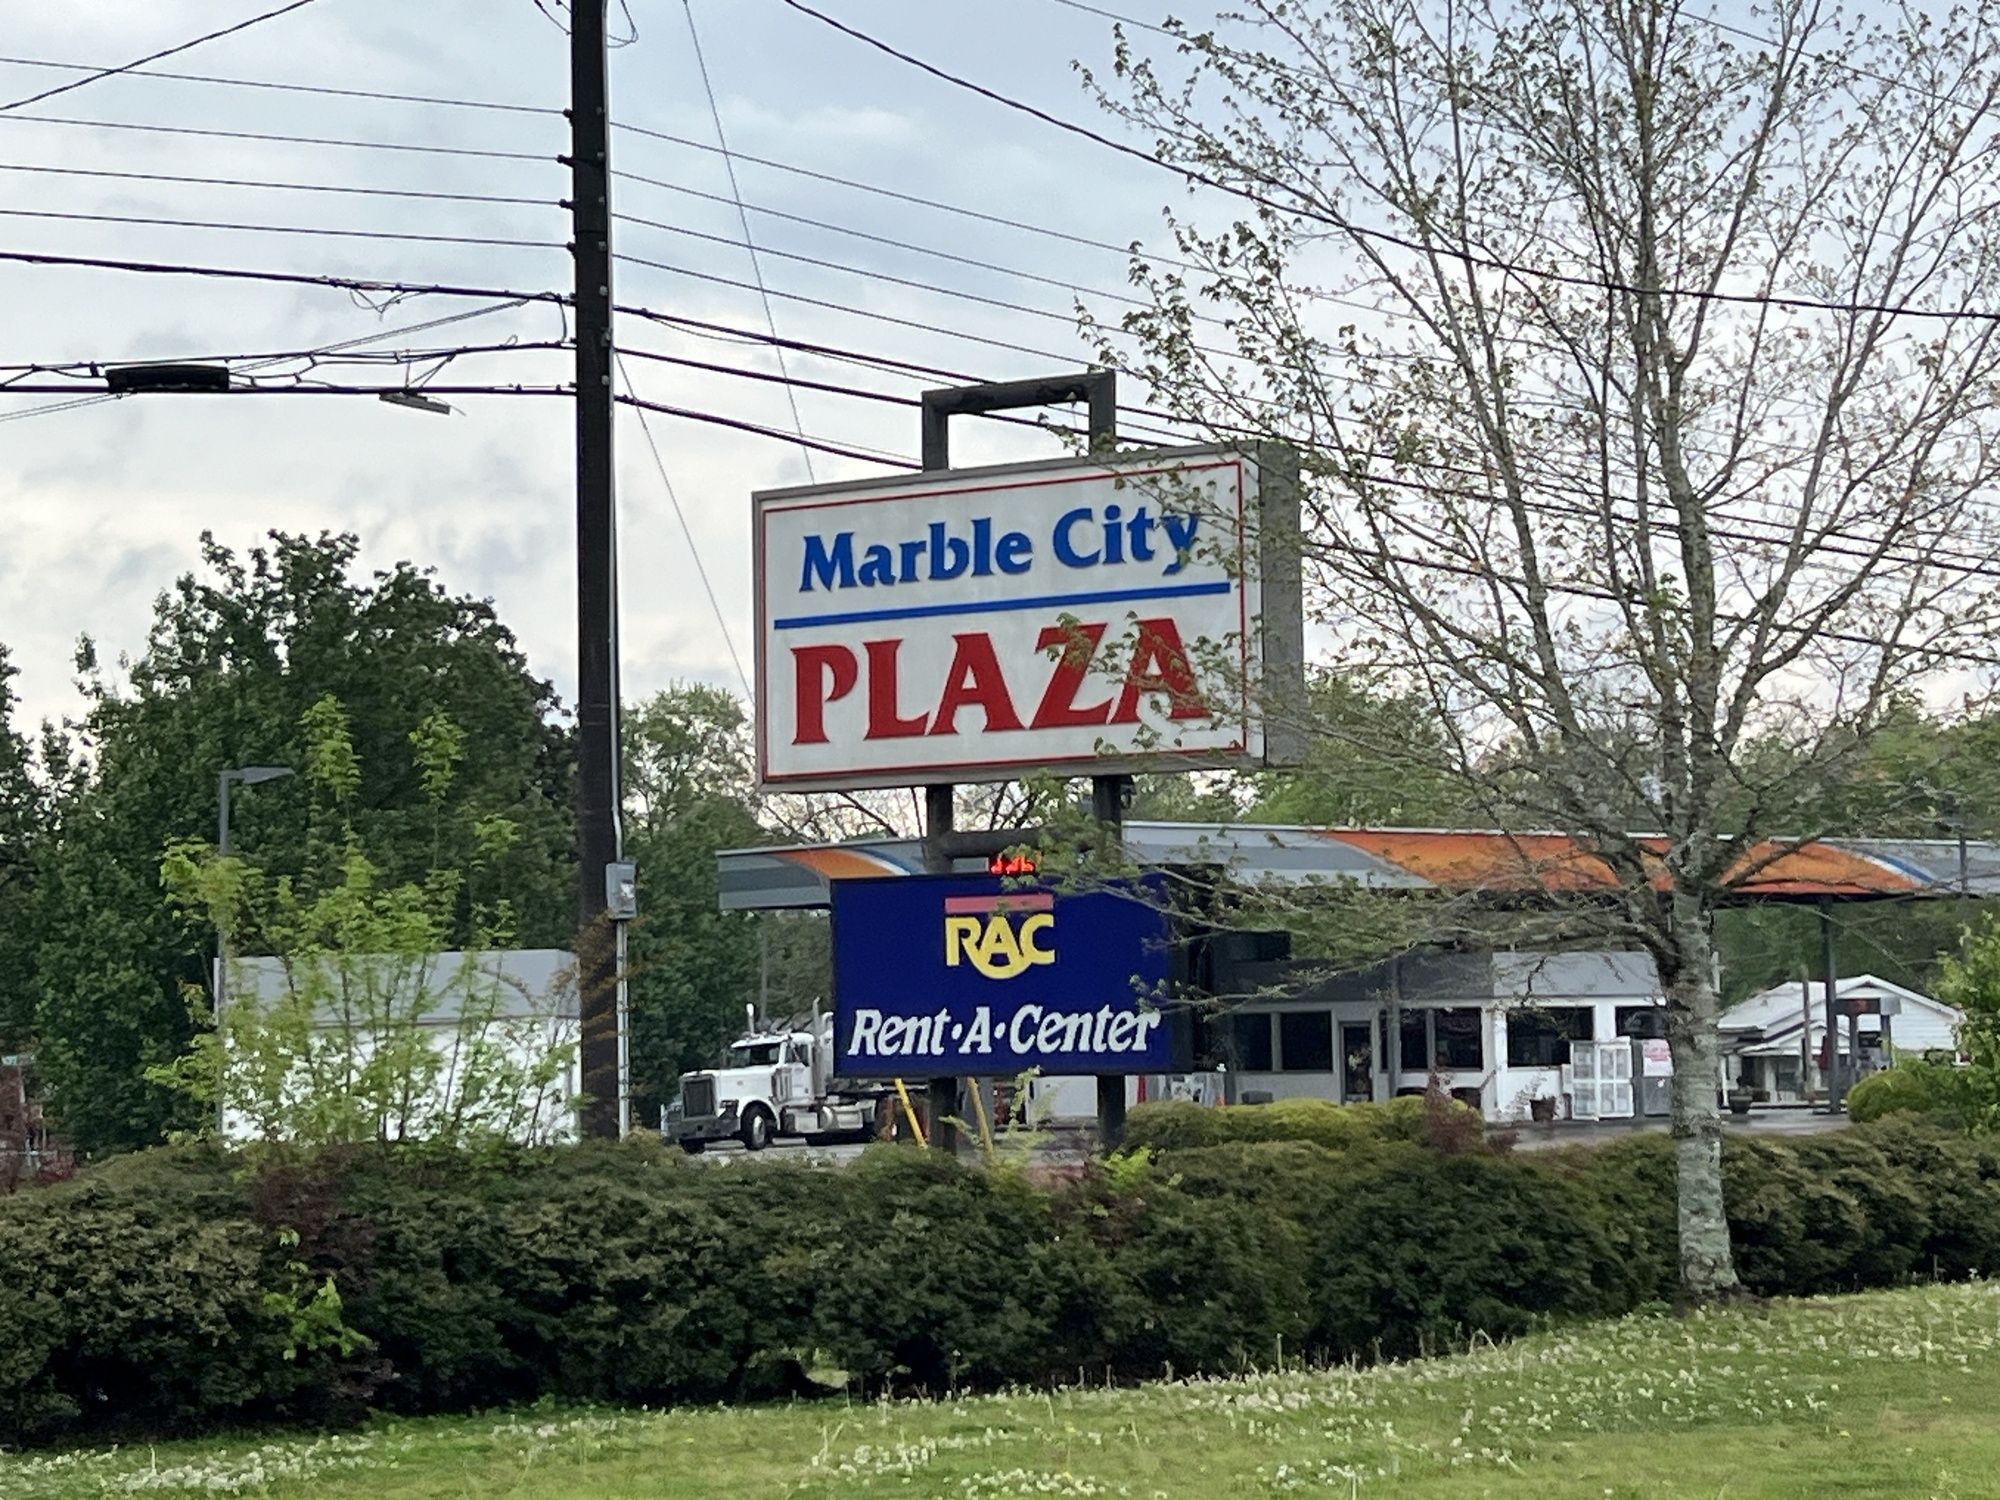 Marble City
PLAZA
RAC
Rent·A·Center